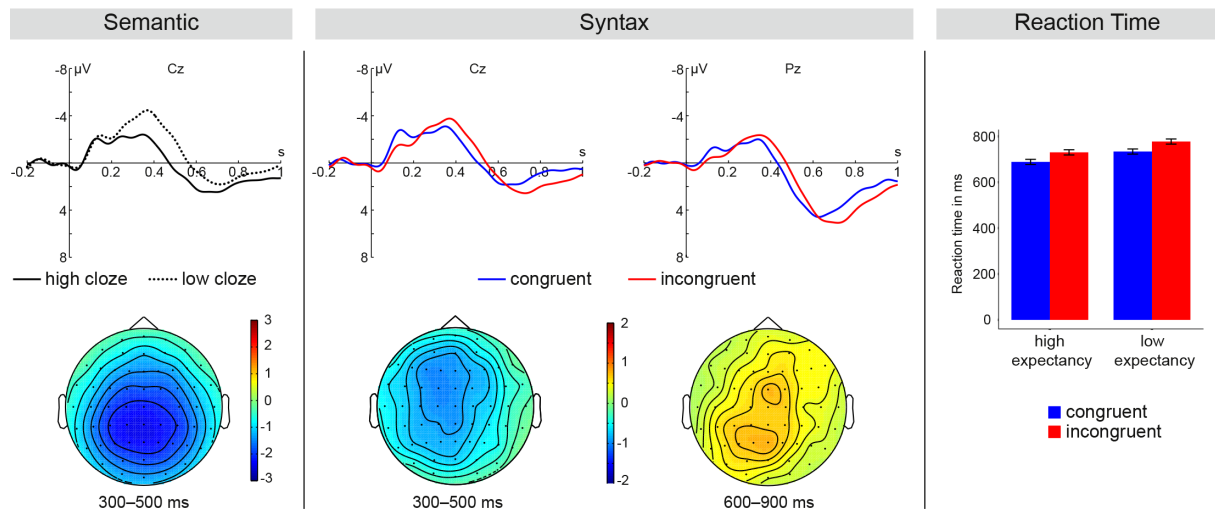 Semantic
Syntax
Reaction Time
-8
µV
Cz
-4
s
-0.2
0.2
0.4
0.6
0.8
1
4
8
high cloze
low cloze
-8
µV
Cz
-4
s
-0.2
0.2
0.4
0.6
0.8
4
8
-8
µV
Pz
-4
s
-0.2
0.2
0.4
0.6
0.8
1
4
8
congruent
incongruent
3
2
1
0
-1
-2
-3
300–500 ms
2
1
0
-1
-2
300–500 ms
600–900 ms
Reaction time in ms
800
600
400
200
0
high
expectancy
low
expectancy
congruent
incongruent